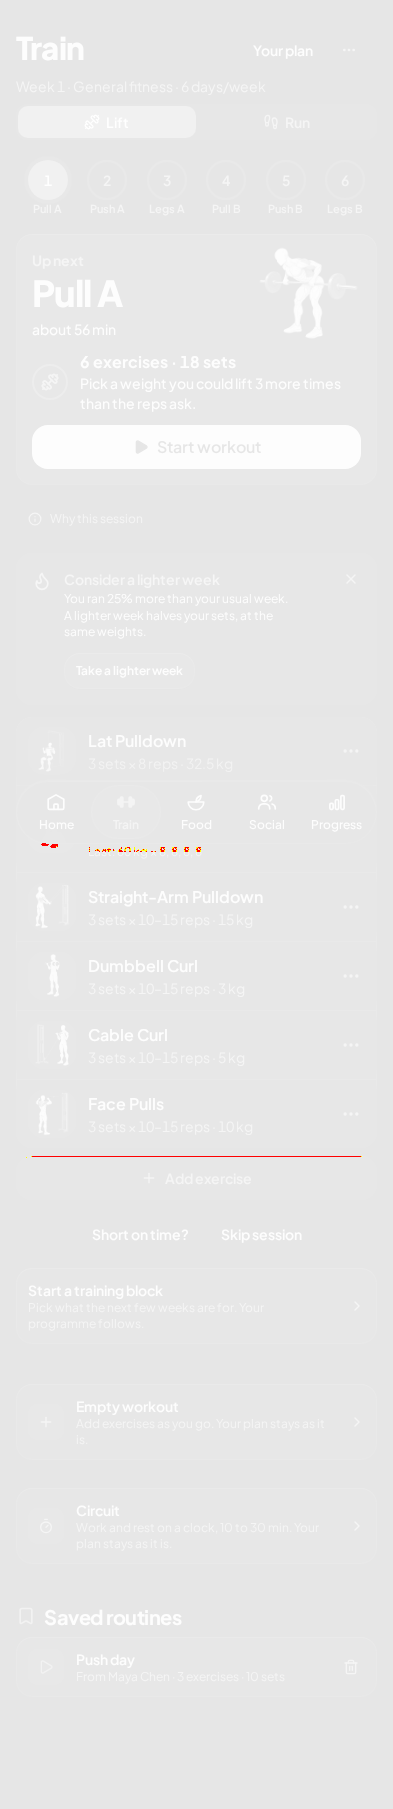 Train
Your plan
Week 1 · General fitness · 6 days/week
Lift
Run
1
2
3
4
5
6
Pull A
Push A
Legs A
Pull B
Push B
Legs B
Up next
Pull A
about 56 min
6 exercises · 18 sets
Pick a weight you could lift 3 more times
than the reps ask.
Start workout
Why this session
Consider a lighter week
You ran 25% more than your usual week.
A lighter week halves your sets, at the
same weights.
Take a lighter week
Lat Pulldown
3 sets × 8 reps · 32.5 kg
Home
Train
Food
Social
Progress
Straight-Arm Pulldown
3 sets × 10–15 reps · 15 kg
Dumbbell Curl
3 sets × 10–15 reps · 3 kg
Cable Curl
3 sets × 10–15 reps · 5 kg
Face Pulls
3 sets × 10–15 reps · 10 kg
Add exercise
Short on time?
Skip session
Start a training block
Pick what the next few weeks are for. Your
programme follows.
Empty workout
Add exercises as you go. Your plan stays as it
is.
Circuit
Work and rest on a clock, 10 to 30 min. Your
plan stays as it is.
Saved routines
Push day
From Maya Chen · 3 exercises · 10 sets